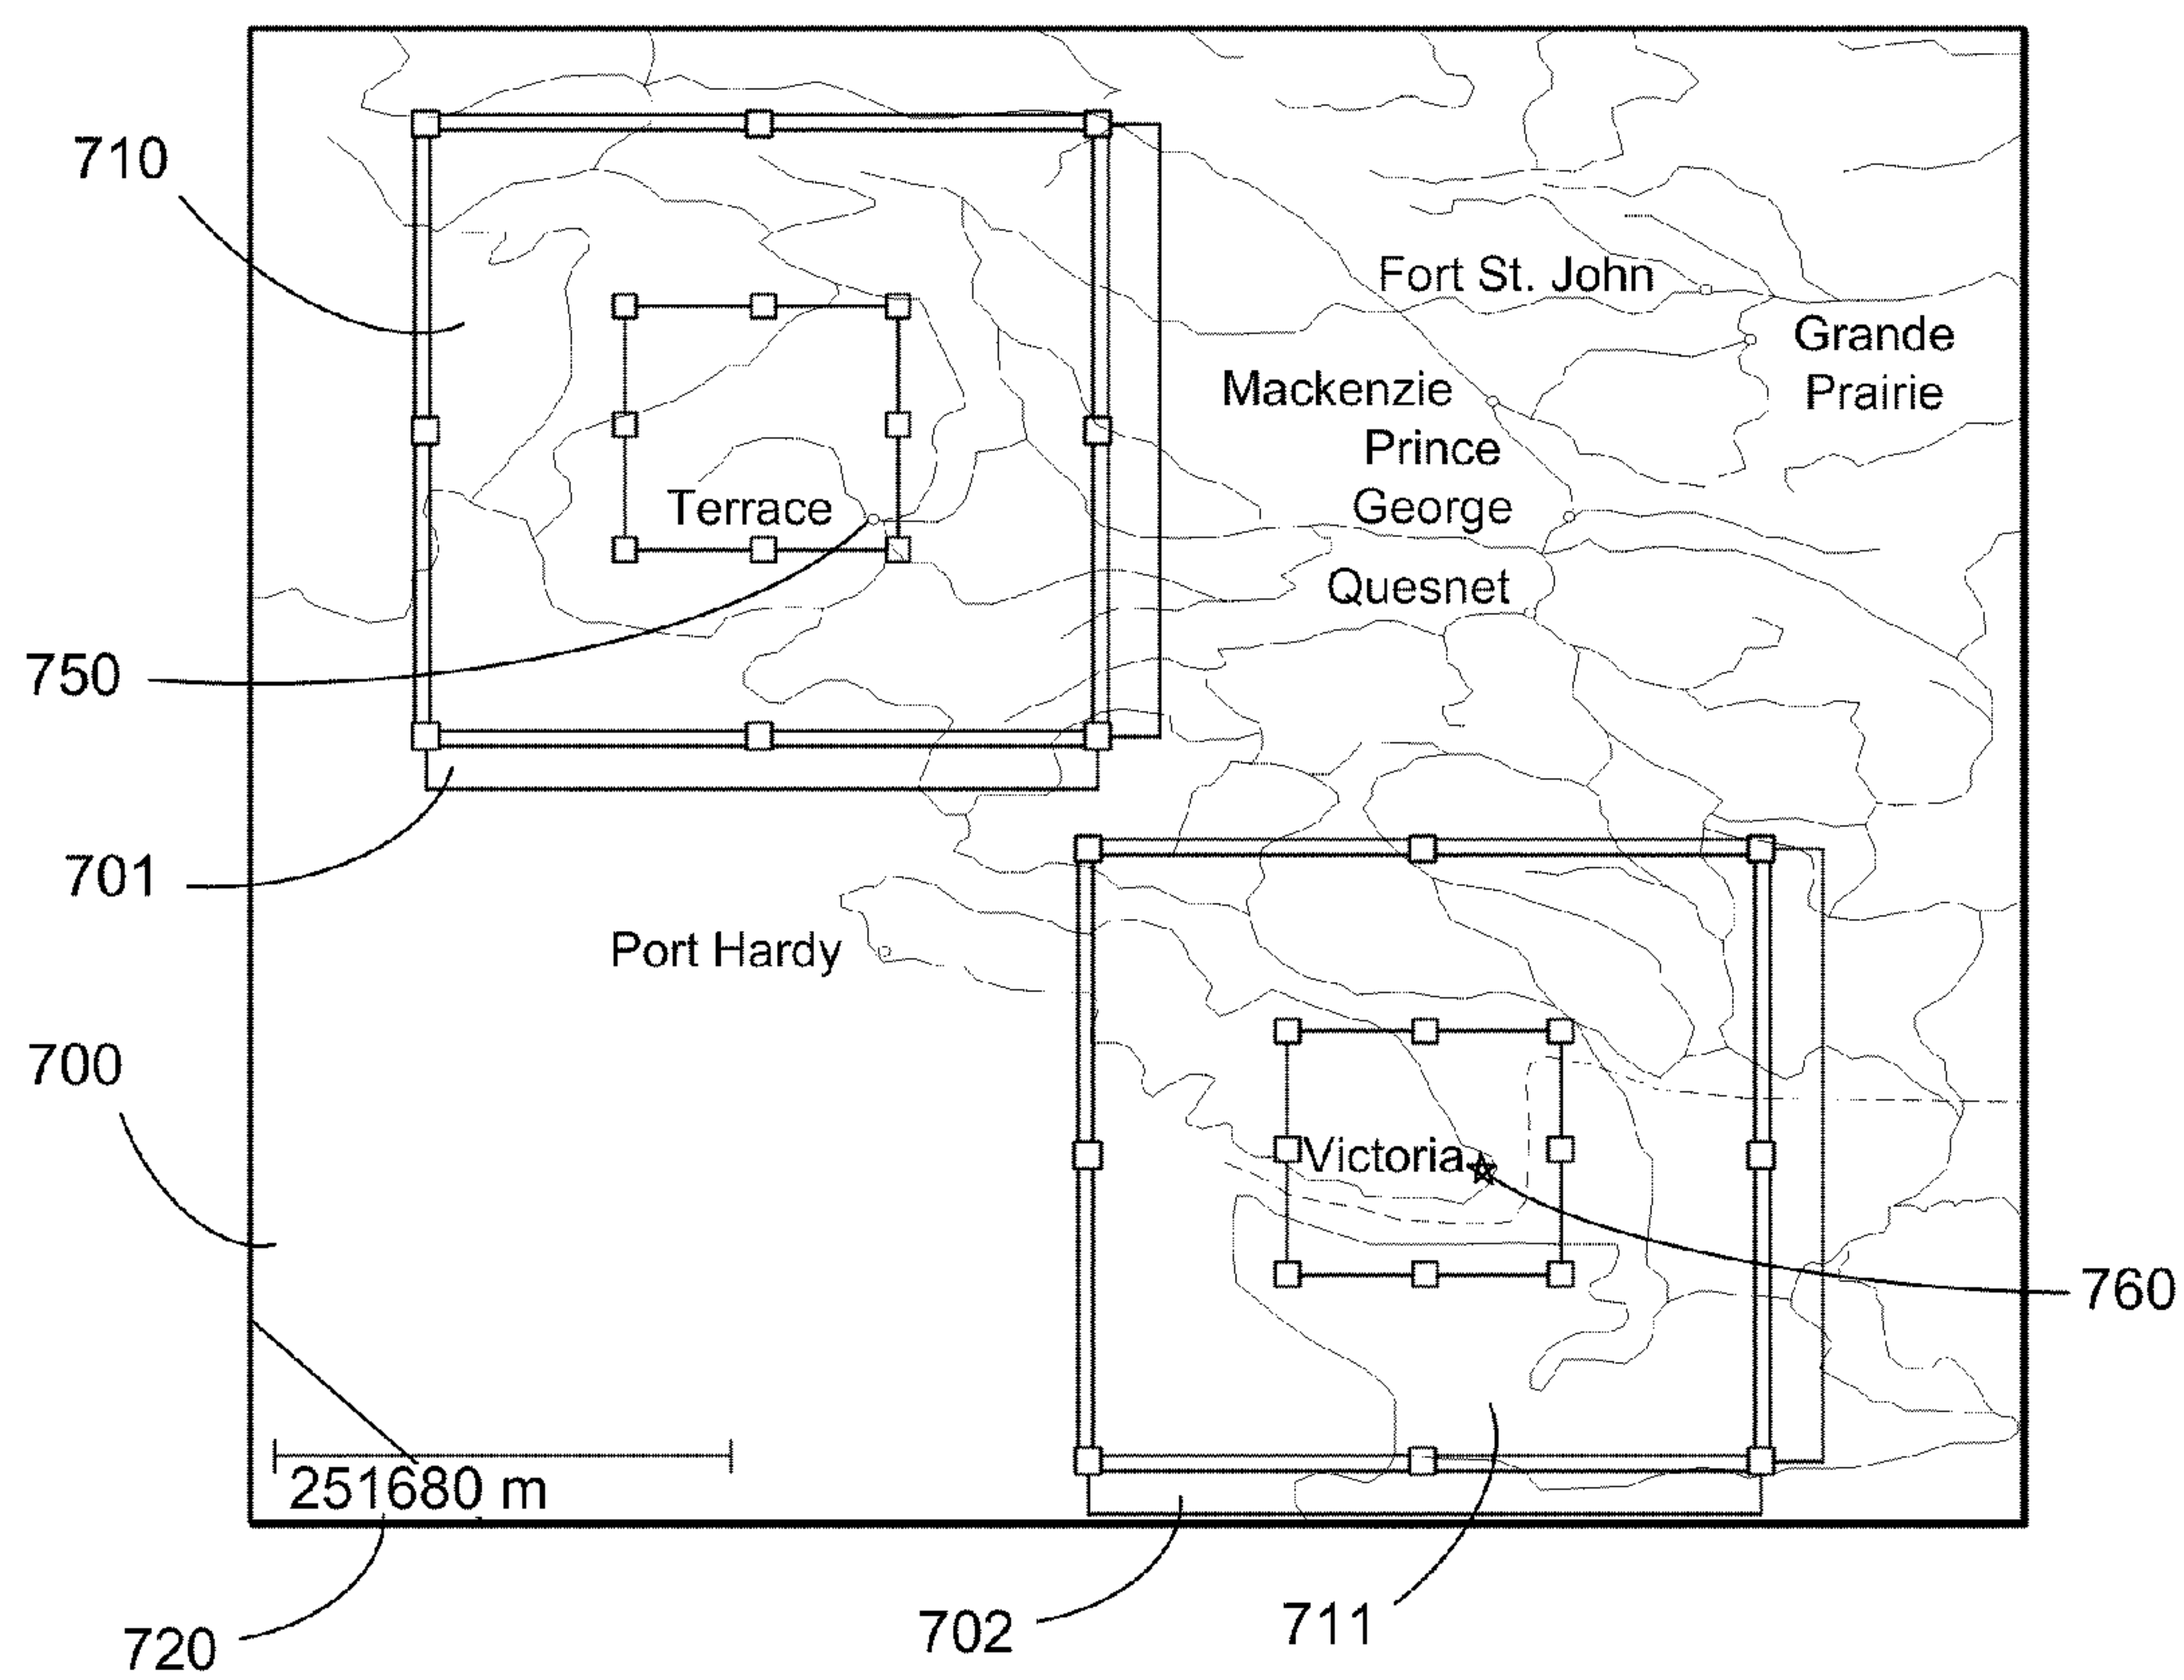 710
Fort St. John
Grande
Prairie
Mackenzie
Prince
George
Terrace
Quesnet
750
701
Port Hardy
700
Victoria
760
251680 m
720
702
711